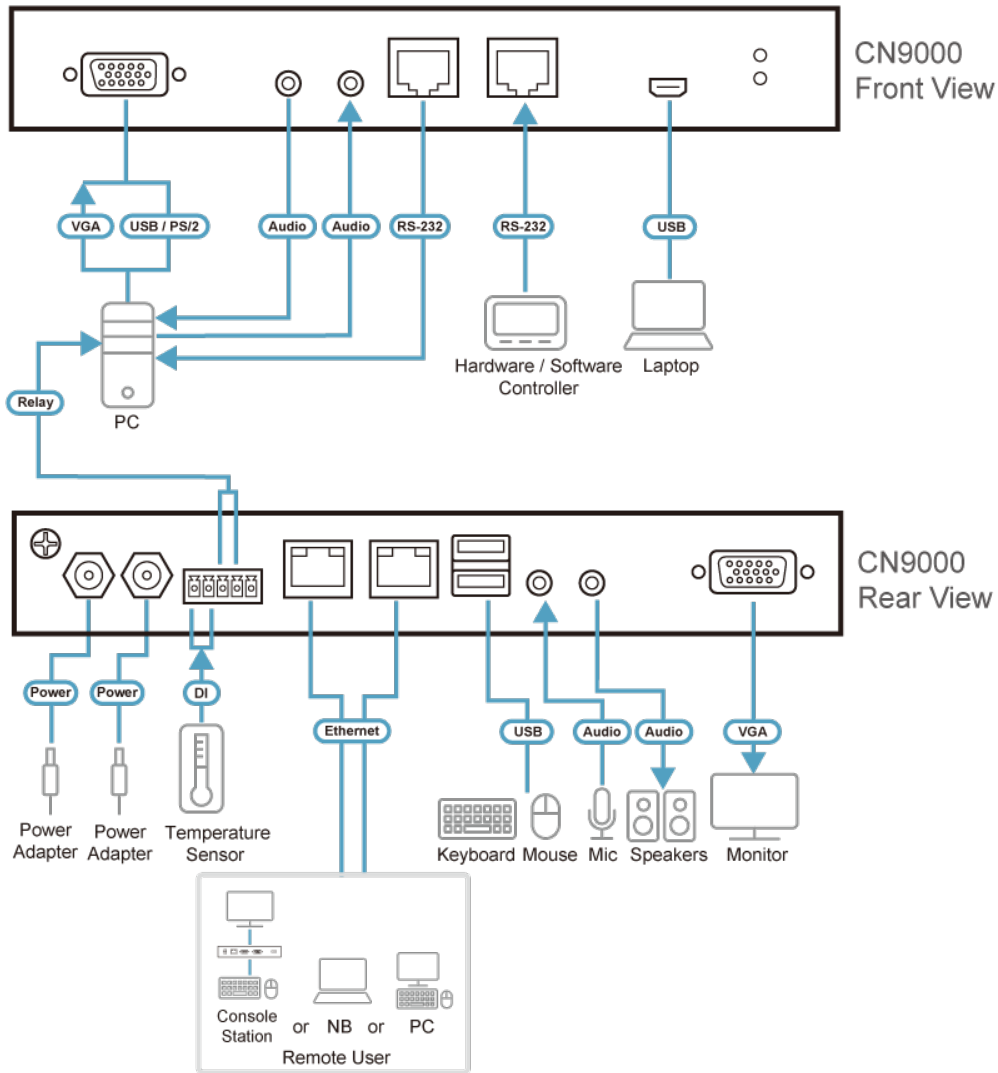 CN9000
Front View
VGA
USB / PS/2
Audio
Audio
RS-232
RS-232
USB
Hardware / Software
Controller
Laptop
Relay
PC
CN9000
Rear View
Power
Power
DI
Ethernet
USB
Audio
Audio
VGA
Power
Adapter
Power
Adapter
Temperature
Sensor
Keyboard
Mouse
Mic
Speakers
Monitor
Console
Station
or
NB
or
PC
Remote User